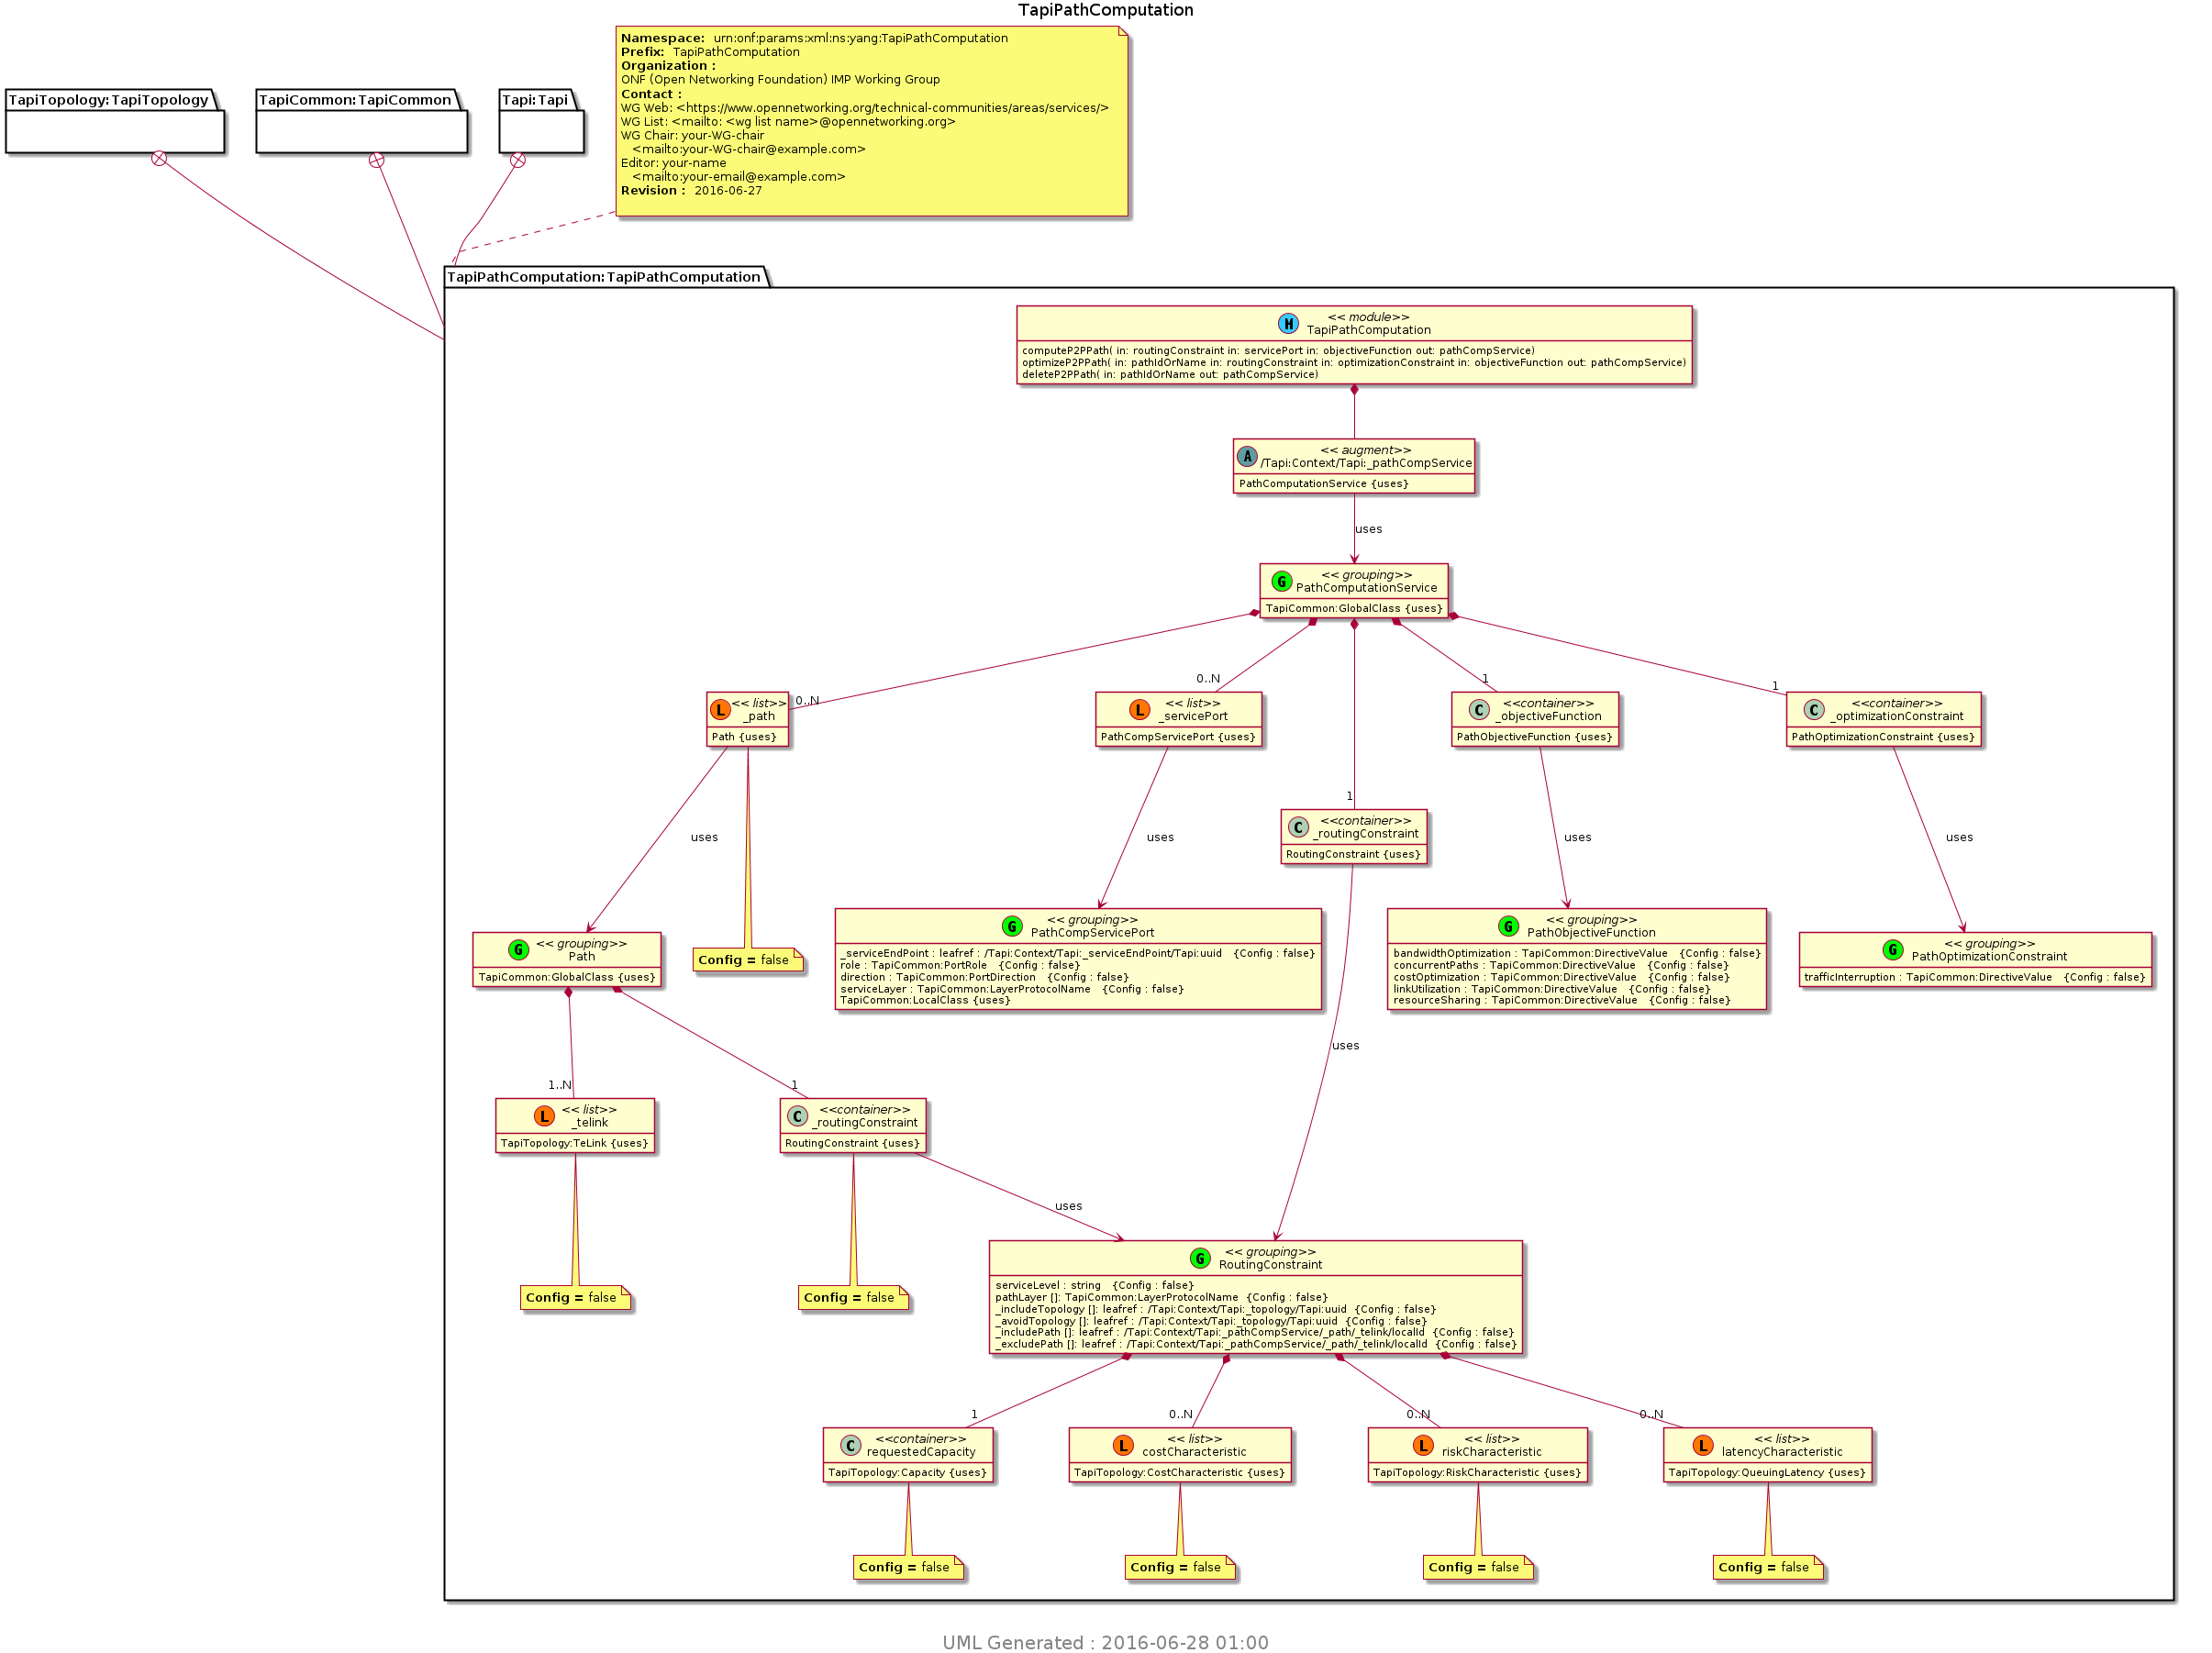 TapiPathComputation
Namespace: urn:onf:params:xml:ns:yang:TapiPathComputation
Prefix: TapiPathComputation
Organization :
ONF (Open Networking Foundation) IMP Working Group
Contact :
WG Web: <https://www.opennetworking.org/technical-communities/areas/services/>
WG List: <mailto: <wg list name>@opennetworking.org>
WG Chair: your-WG-chair
<mailto:your-WG-chair@example.com>
Editor: your-name
<mailto:your-email@example.com>
Revision : 2016-06-27
TapiTopology:TapiTopology
TapiCommon:TapiCommon
Tapi:Tapi
TapiPathComputation:TapiPathComputation
M
<< module>>
TapiPathComputation
computeP2PPath( in: routingConstraint in: servicePort in: objectiveFunction out: pathCompService)
optimizeP2PPath( in: pathIdOrName in: routingConstraint in: optimizationConstraint in: objectiveFunction out: pathCompService)
deleteP2PPath( in: pathIdOrName out: pathCompService)
A
<< augment>>
/Tapi:Context/Tapi:_pathCompService
PathComputationService {uses}
uses
G
<< grouping>>
PathComputationService
TapiCommon:GlobalClass {uses}
0..N
0..N
1
1
1
L
<< list>>
_path
Path {uses}
L
<< list>>
_servicePort
PathCompServicePort {uses}
C
<<container>>
_objectiveFunction
PathObjectiveFunction {uses}
C
<<container>>
_optimizationConstraint
PathOptimizationConstraint {uses}
C
<<container>>
_routingConstraint
RoutingConstraint {uses}
uses
uses
uses
uses
G
<< grouping>>
Path
TapiCommon:GlobalClass {uses}
Config = false
G
<< grouping>>
PathCompServicePort
_serviceEndPoint : leafref : /Tapi:Context/Tapi:_serviceEndPoint/Tapi:uuid {Config : false}
role : TapiCommon:PortRole {Config : false}
direction : TapiCommon:PortDirection {Config : false}
serviceLayer : TapiCommon:LayerProtocolName {Config : false}
TapiCommon:LocalClass {uses}
G
<< grouping>>
PathObjectiveFunction
bandwidthOptimization : TapiCommon:DirectiveValue {Config : false}
concurrentPaths : TapiCommon:DirectiveValue {Config : false}
costOptimization : TapiCommon:DirectiveValue {Config : false}
linkUtilization : TapiCommon:DirectiveValue {Config : false}
resourceSharing : TapiCommon:DirectiveValue {Config : false}
G
<< grouping>>
PathOptimizationConstraint
trafficInterruption : TapiCommon:DirectiveValue {Config : false}
uses
1..N
1
L
<< list>>
_telink
TapiTopology:TeLink {uses}
C
<<container>>
_routingConstraint
RoutingConstraint {uses}
uses
Config = false
Config = false
G
<< grouping>>
RoutingConstraint
serviceLevel : string {Config : false}
pathLayer []: TapiCommon:LayerProtocolName {Config : false}
_includeTopology []: leafref : /Tapi:Context/Tapi:_topology/Tapi:uuid {Config : false}
_avoidTopology []: leafref : /Tapi:Context/Tapi:_topology/Tapi:uuid {Config : false}
_includePath []: leafref : /Tapi:Context/Tapi:_pathCompService/_path/_telink/localId {Config : false}
_excludePath []: leafref : /Tapi:Context/Tapi:_pathCompService/_path/_telink/localId {Config : false}
1
0..N
0..N
0..N
C
<<container>>
requestedCapacity
TapiTopology:Capacity {uses}
L
<< list>>
costCharacteristic
TapiTopology:CostCharacteristic {uses}
L
<< list>>
riskCharacteristic
TapiTopology:RiskCharacteristic {uses}
L
<< list>>
latencyCharacteristic
TapiTopology:QueuingLatency {uses}
Config = false
Config = false
Config = false
Config = false
UML Generated : 2016-06-28 01:00